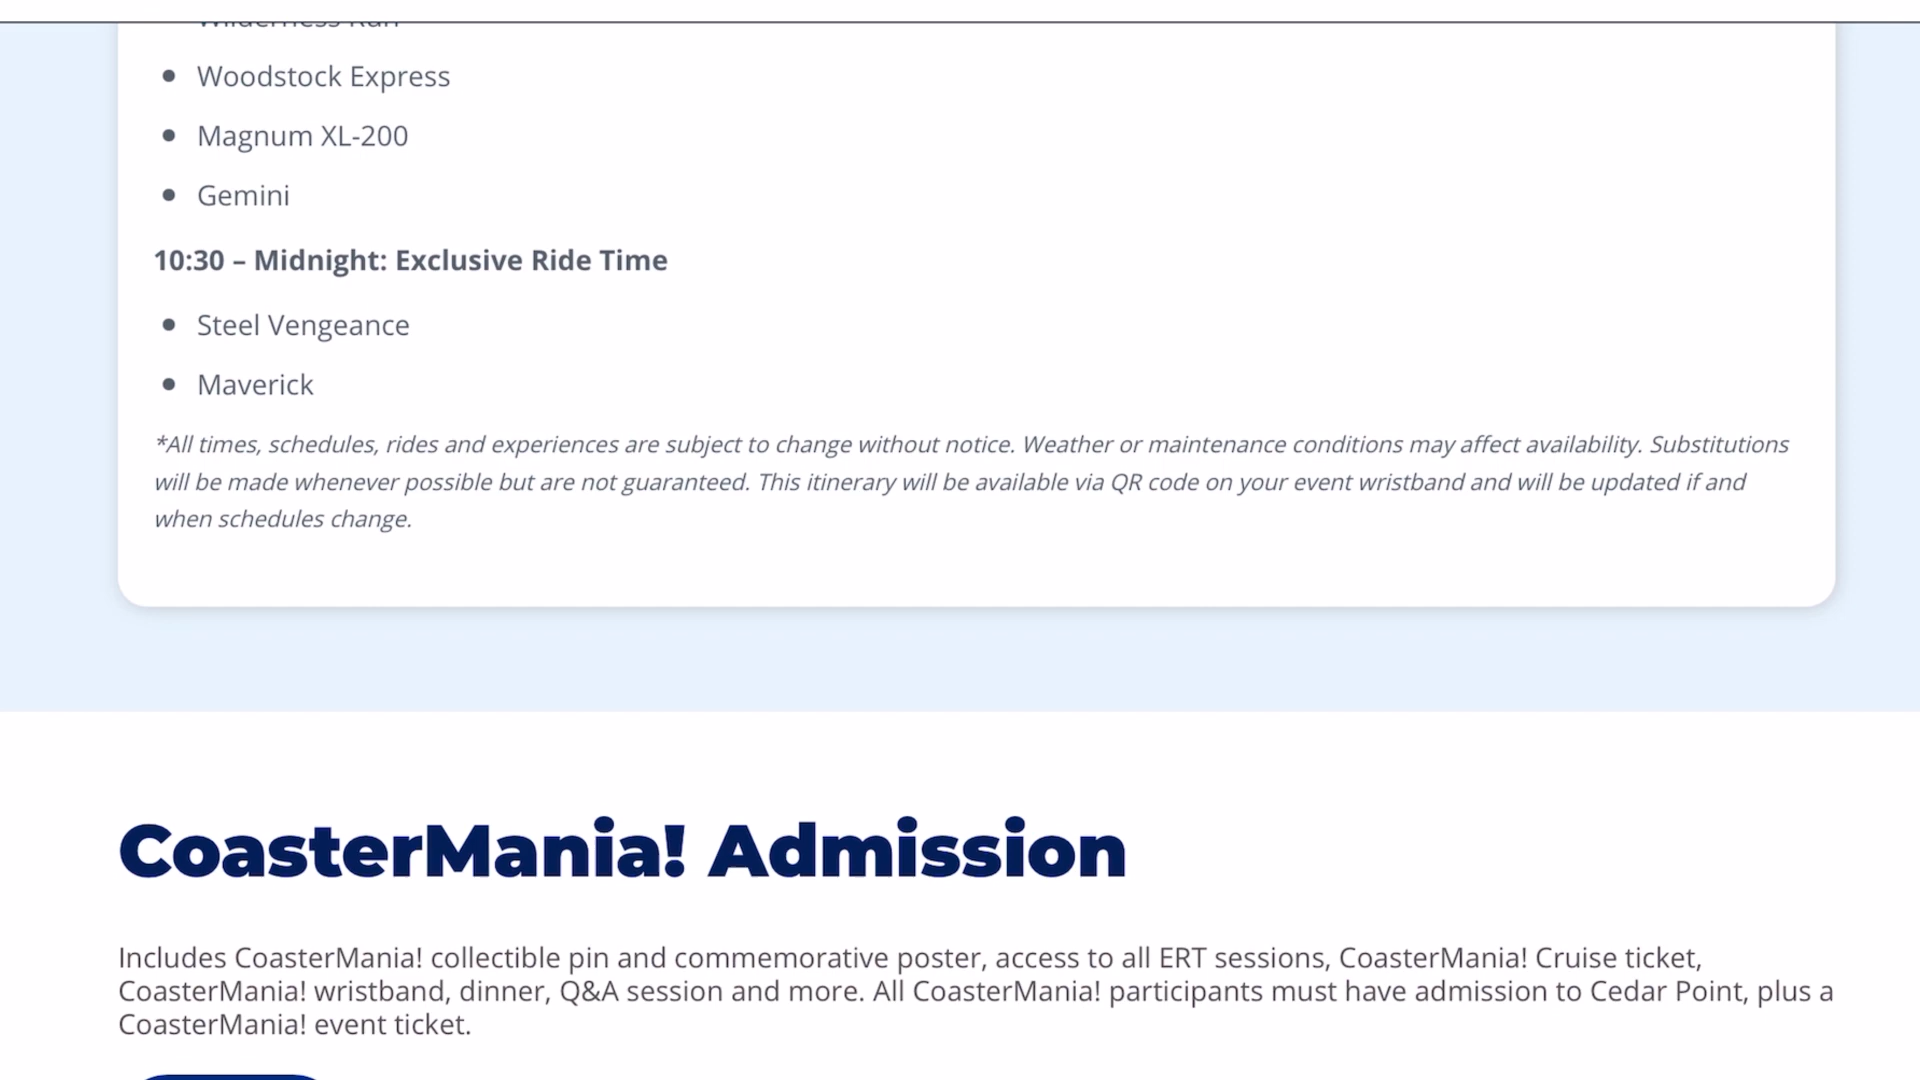 Wilderness Run
Woodstock Express
Magnum XL-200
Gemini
10:30 – Midnight: Exclusive Ride Time
Steel Vengeance
Maverick
*All times, schedules, rides and experiences are subject to change without notice. Weather or maintenance conditions may affect availability. Substitutions
will be made whenever possible but are not guaranteed. This itinerary will be available via QR code on your event wristband and will be updated if and
when schedules change.
CoasterMania! Admission
Includes CoasterMania! collectible pin and commemorative poster, access to all ERT sessions, CoasterMania! Cruise ticket,
CoasterMania! wristband, dinner, Q&A session and more. All CoasterMania! participants must have admission to Cedar Point, plus a
CoasterMania! event ticket.